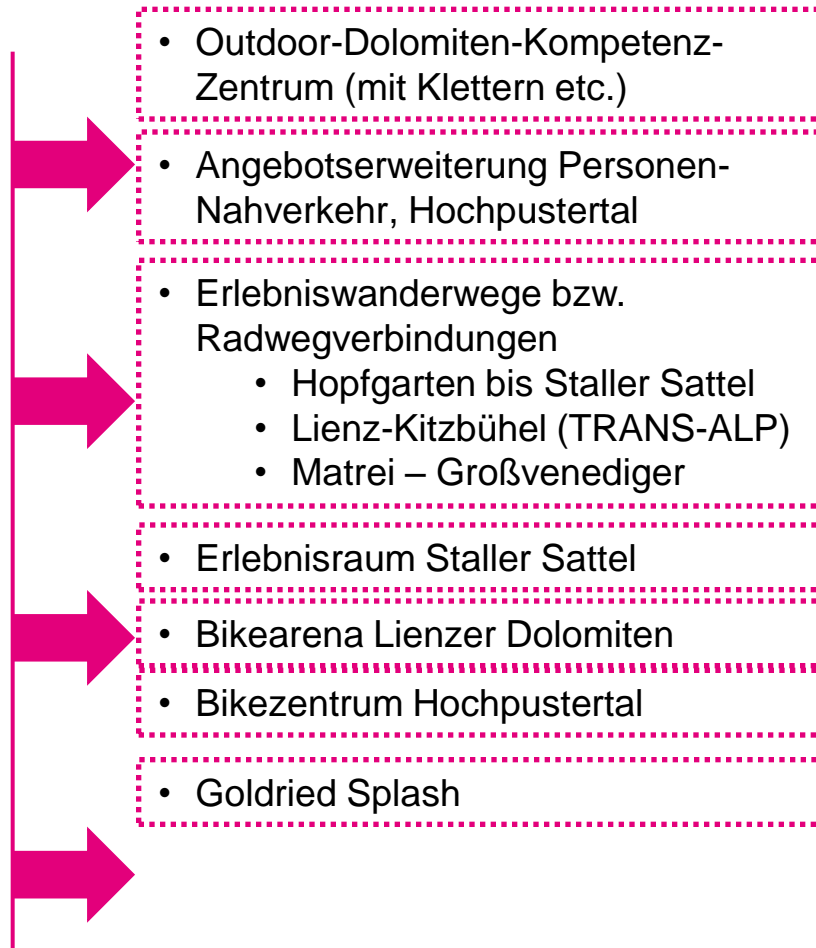 • Outdoor-Dolomiten-Kompetenz-
Zentrum (mit Klettern etc.)
• Angebotserweiterung Personen-
Nahverkehr, Hochpustertal
• Erlebniswanderwege bzw.
Radwegverbindungen
• Hopfgarten bis Staller Sattel
• Lienz-Kitzbühel (TRANS-ALP)
• Matrei – Großvenediger
• Erlebnisraum Staller Sattel
• Bikearena Lienzer Dolomiten
• Bikezentrum Hochpustertal
• Goldried Splash